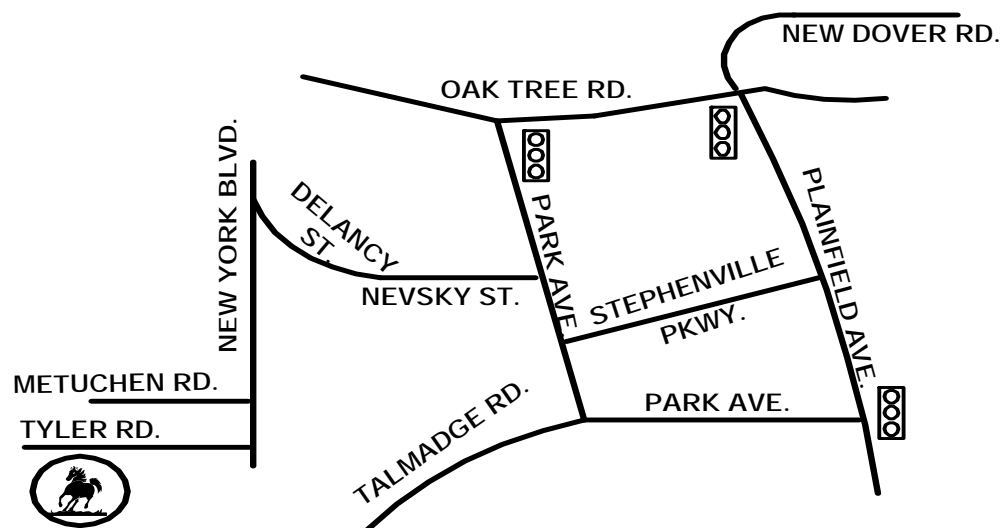 NEW DOVER RD.
OAK TREE RD.
NEW YORK BLVD.
DELANCY
ST.
PARK AVE.
PLAINFIELD AVE.
STEPHENVILLE
PKWY.
NEVSKY ST.
METUCHEN RD.
PARK AVE.
TYLER RD.
TALMADGE RD.